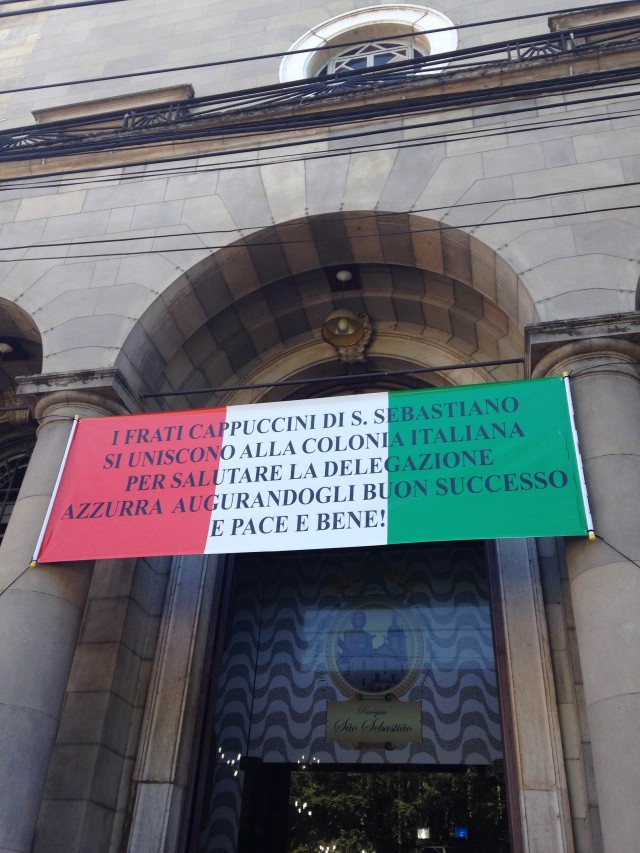 I FRATI CAPPUCCINI DI S. SEBASTIANO
SI UNISCONO ALLA COLONIA ITALIANA
PER SALUTARE LA DELEGAZIONE
AZZURRA AUGURANDOGLI BUON SUCCESSO
E PACE E BENE!
Paróquia
São Sebastião